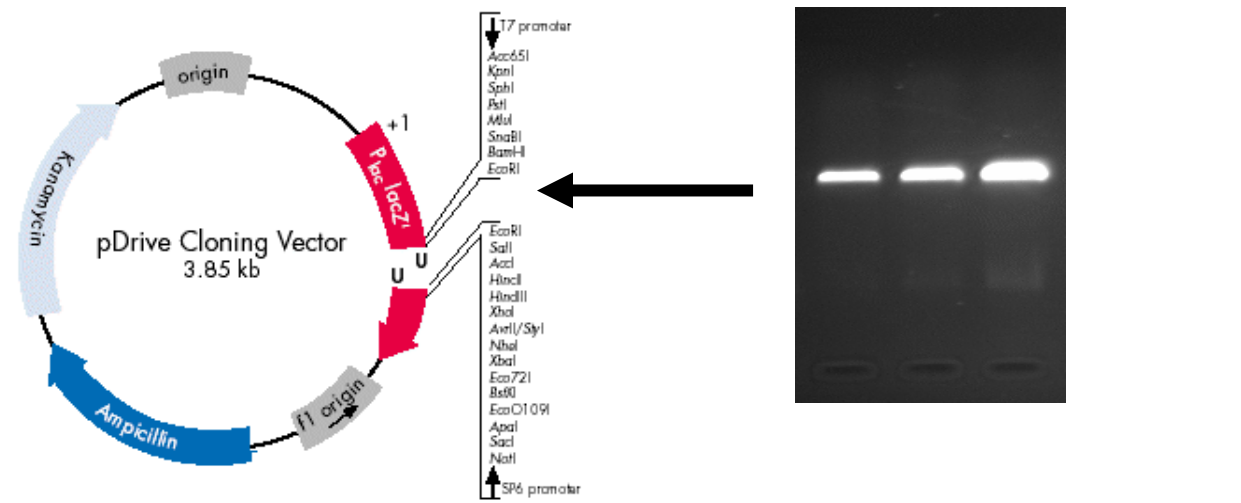 origin
Kanamycin
pDrive Cloning Vector
3.85 kb
Ampicillin
f1 origin
+1
Plac lacZ'
U
U
T7 promoter
Acc65I
KpnI
SphI
PstI
MluI
SnaBI
BamHI
EcoRI
EcoRI
SalI
AccI
HincII
HindIII
XhoI
AvrII/StyI
NheI
XbaI
Eco72I
BstXI
EcoO109I
ApaI
SacI
NotI
SP6 promoter